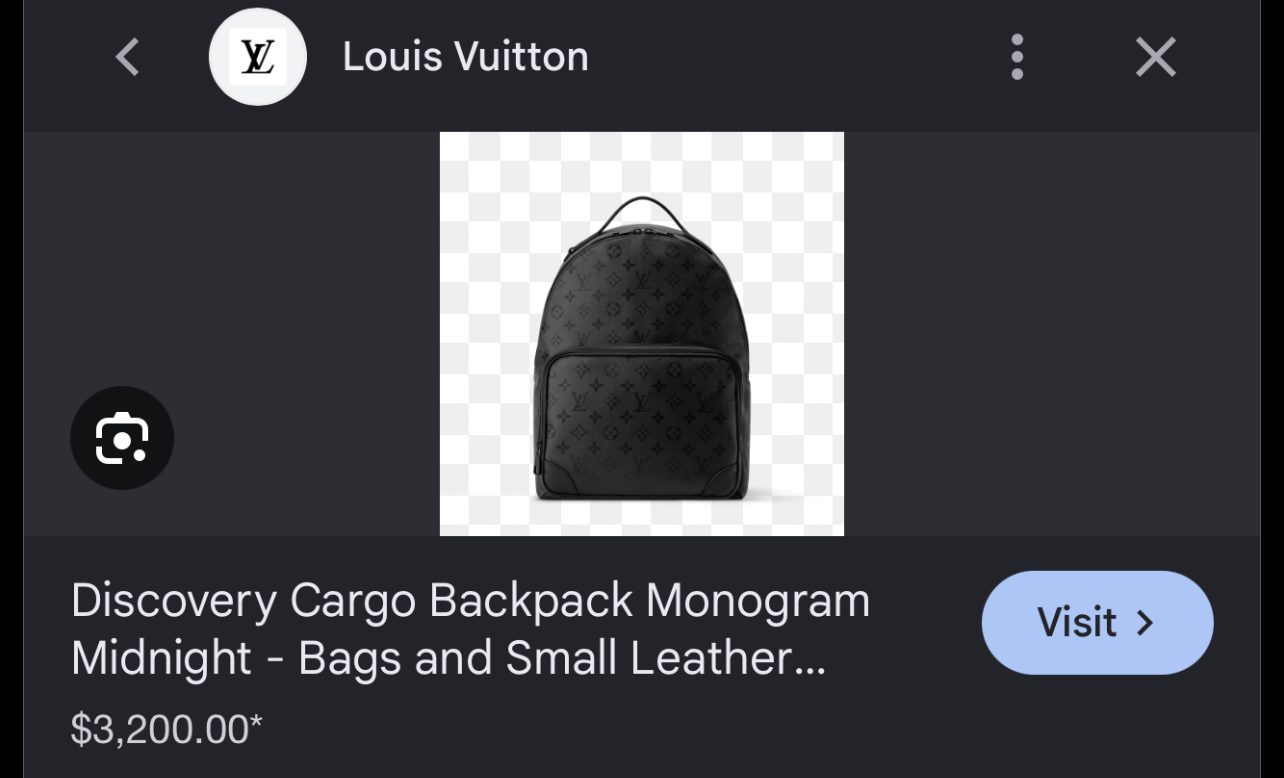 Louis Vuitton
Discovery Cargo Backpack Monogram
Midnight - Bags and Small Leather...
Visit >
$3,200.00*